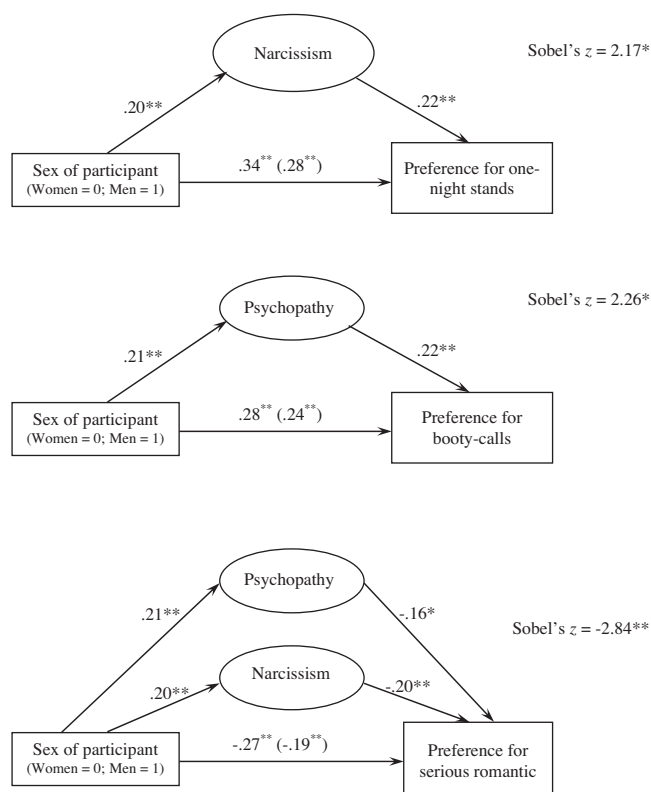 Narcissism
Sobel's z = 2.17*
.20**
.22**
Sex of participant
(Women = 0; Men = 1)
.34** (.28**)
Preference for one-
night stands
Psychopathy
Sobel's z = 2.26*
.21**
.22**
Sex of participant
(Women = 0; Men = 1)
.28** (.24**)
Preference for
booty-calls
Psychopathy
.21**
-.16*
Sobel's z = -2.84**
Narcissism
.20**
-.20**
Sex of participant
(Women = 0; Men = 1)
-.27** (-.19**)
Preference for
serious romantic